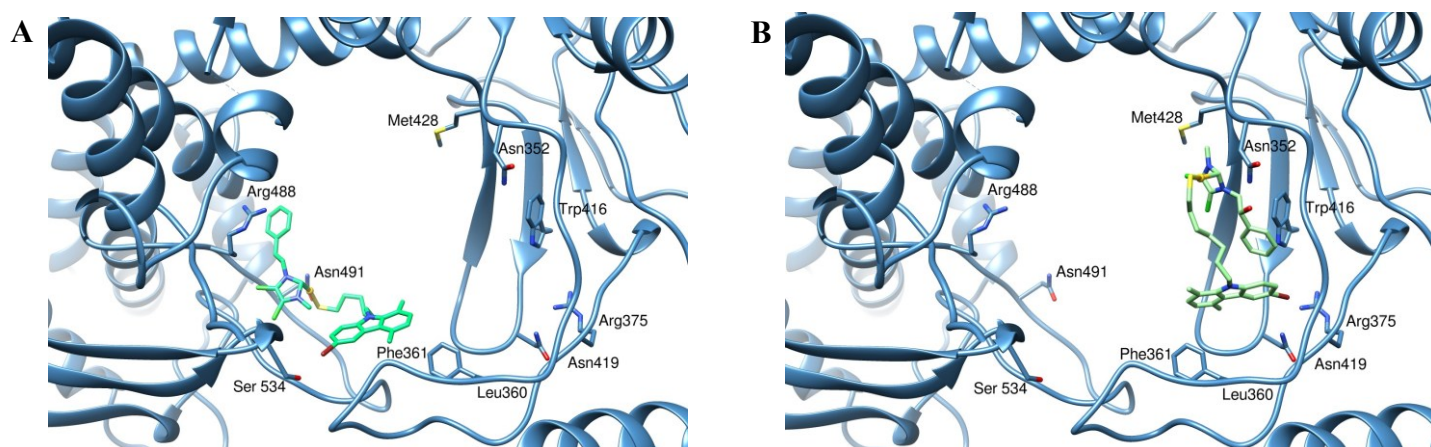 A
Met428
Asn352
Arg488
Trp416
Asn491
Arg375
Phe361
Asn419
Ser 534
Leu360
B
Met428
Asn352
Arg488
Trp416
Asn491
Arg375
Phe361
Asn419
Ser 534
Leu360